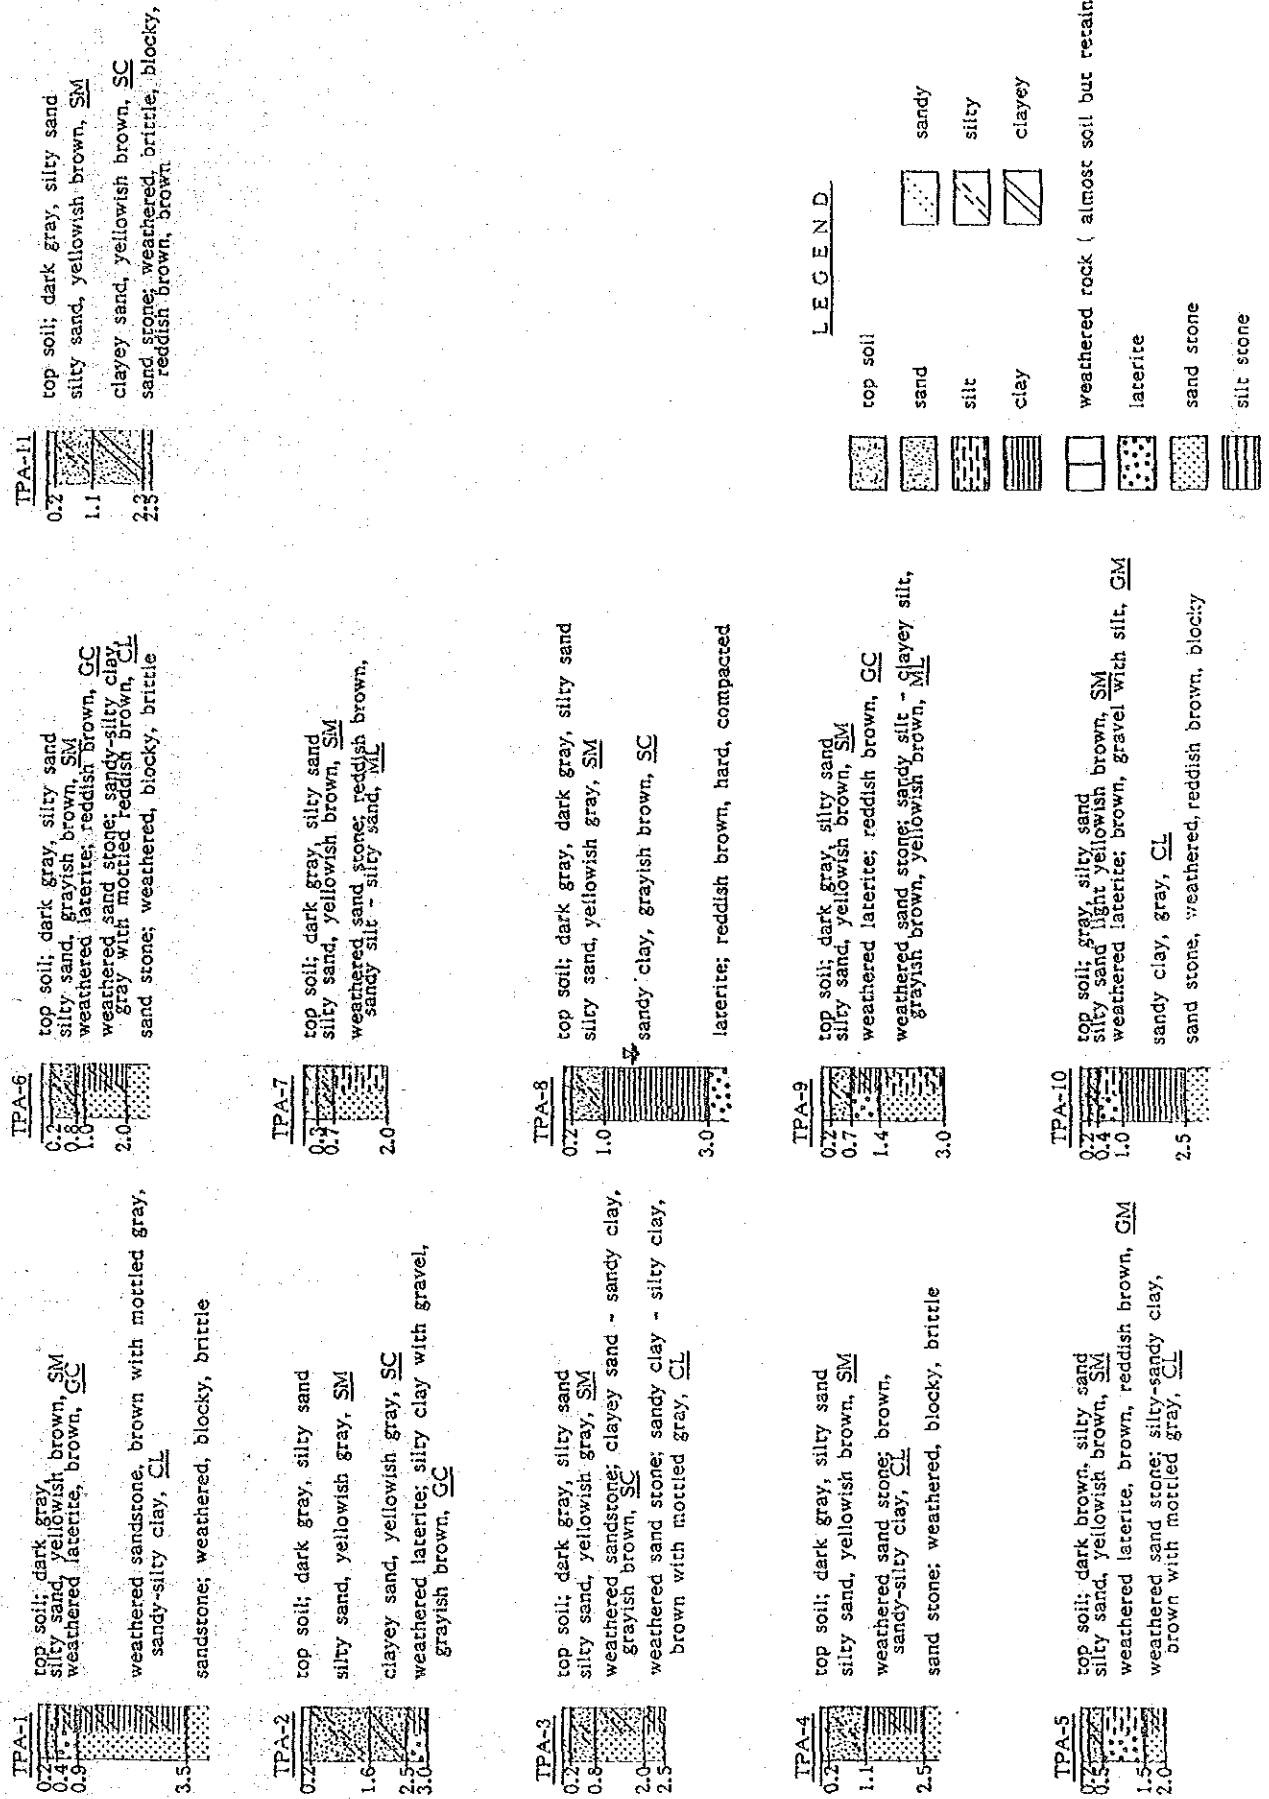 TPA-1
0.2
0.4
0.9
3.5
top soil; dark gray,
silty sand, yellowish brown, SM
weathered laterite, brown, GC
weathered sandstone, brown with mottled gray,
sandy-silty clay, CL
sandstone; weathered, blocky, brittle
TPA-2
0.2
1.6
2.5
3.0
top soil; dark gray, silty sand
silty sand, yellowish gray, SM
clayey sand, yellowish gray, SC
weathered laterite; silty clay with gravel,
grayish brown, GC
TPA-3
0.2
0.8
2.0
2.5
top soil; dark gray, silty sand
silty sand, yellowish gray, SM
weathered sandstone; clayey sand - sandy clay,
grayish brown, SC
weathered sand stone; sandy clay - silty clay,
brown with mottled gray, CL
TPA-4
0.2
1.1
2.5
top soil; dark gray, silty sand
silty sand, yellowish brown, SM
weathered sand stone; brown,
sandy-silty clay, CL
sand stone; weathered, blocky, brittle
TPA-5
0.2
0.5
1.5
2.0
top soil; dark brown, silty sand
silty sand, yellowish brown, SM
weathered laterite, brown, reddish brown, GM
weathered sand stone; silty-sandy clay,
brown with mottled gray, CL
TPA-6
0.2
0.8
1.0
2.0
top soil; dark gray, silty sand
silty sand, grayish brown, SM
weathered laterite; reddish brown, GC
weathered sand stone; sandy-silty clay,
gray with mottled reddish brown, CL
sand stone; weathered, blocky, brittle
TPA-7
0.3
0.7
2.0
top soil; dark gray, silty sand
silty sand, yellowish brown, SM
weathered sand stone; reddish brown,
sandy silt - silty sand, ML
TPA-8
0.2
1.0
3.0
top soil; dark gray, dark gray, silty sand
silty sand, yellowish gray, SM
sandy clay, grayish brown, SC
laterite; reddish brown, hard, compacted
TPA-9
0.2
0.7
1.4
3.0
top soil; dark gray, silty sand
silty sand, yellowish brown, SM
weathered laterite; reddish brown, GC
weathered sand stone; sandy silt - clayey silt,
grayish brown, yellowish brown, ML
TPA-10
0.2
0.4
1.0
2.5
top soil; gray, silty sand
silty sand light yellowish brown, SM
weathered laterite; brown, gravel with silt, GM
sandy clay, gray, CL
sand stone, weathered, reddish brown, blocky
TPA-11
0.2
1.1
2.3
2.5
top soil; dark gray, silty sand
silty sand, yellowish brown, SM
clayey sand, yellowish brown, SC
sand stone; weathered, brittle, blocky,
reddish brown, brown
LEGEND
top soil
sand
silt
clay
sandy
silty
clayey
weathered rock ( almost soil but retain
laterite
sand stone
silt stone